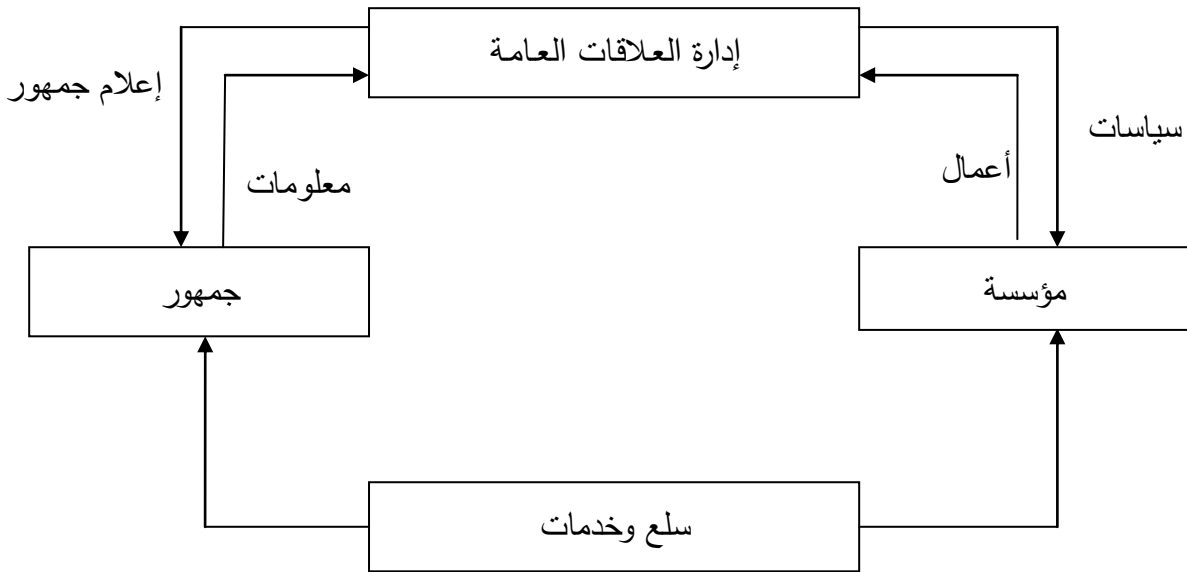 إدارة العلاقات العامة
سياسات
إعلام جمهور
أعمال
معلومات
مؤسسة
جمهور
سلع وخدمات